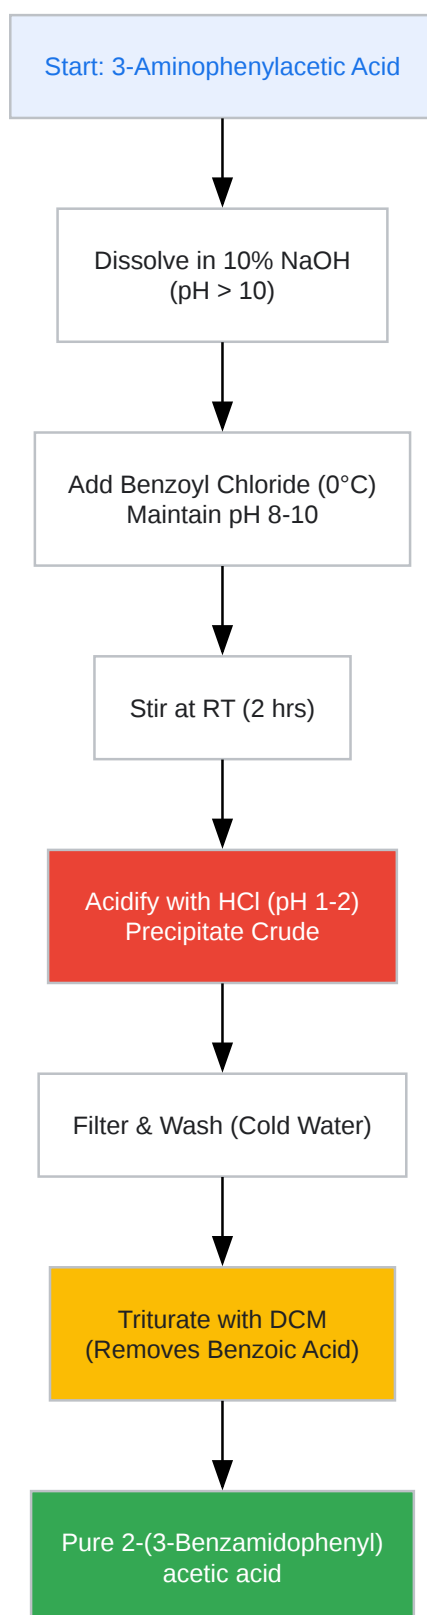 Start: 3-Aminophenylacetic Acid
Dissolve in 10% NaOH
(pH > 10)
Add Benzoyl Chloride (0°C)
Maintain pH 8-10
Stir at RT (2 hrs)
Acidify with HCl (pH 1-2)
Precipitate Crude
Filter & Wash (Cold Water)
Triturate with DCM
(Removes Benzoic Acid)
Pure 2-(3-Benzamidophenyl)
acetic acid